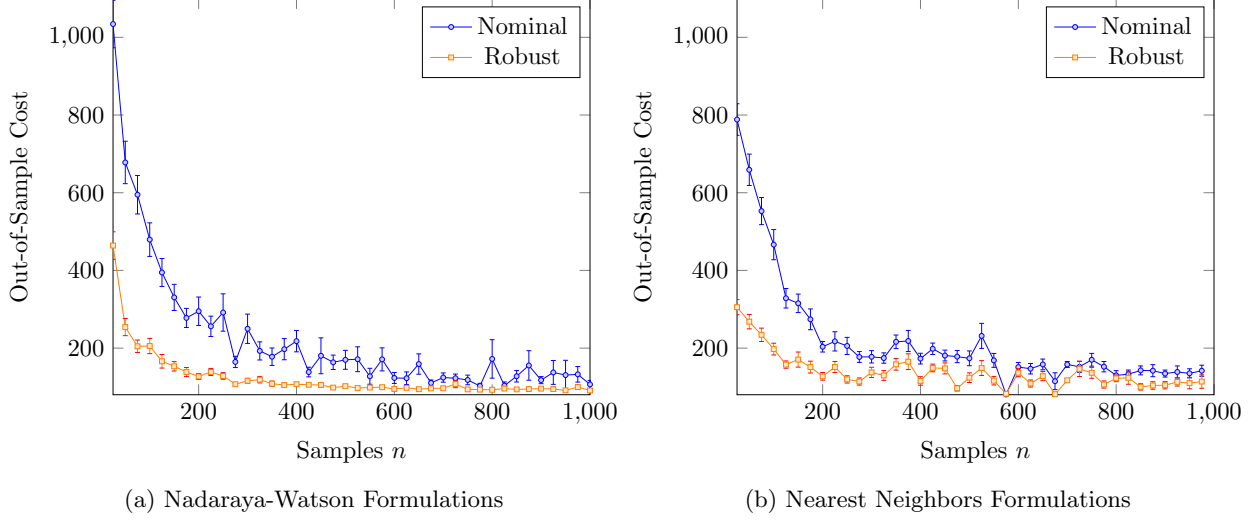 1,000
800
600
400
200
Out-of-Sample Cost
Nominal
Robust
200 400 600 800 1,000
Samples n
(a) Nadaraya-Watson Formulations
1,000
800
600
400
200
Out-of-Sample Cost
Nominal
Robust
200 400 600 800 1,000
Samples n
(b) Nearest Neighbors Formulations